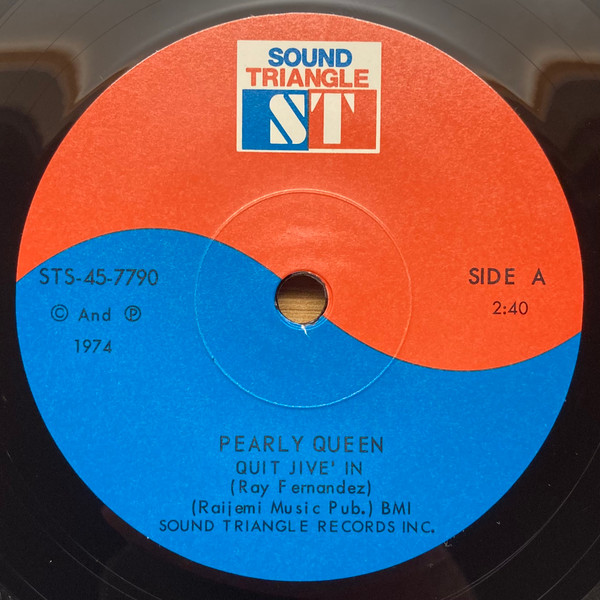 SOUND
TRIANGLE
ST
STS-45-7790
SIDE A
© And ℗
2:40
1974
PEARLY QUEEN
QUIT JIVE' IN
(Ray Fernandez)
(Raijemi Music Pub.) BMI
SOUND TRIANGLE RECORDS INC.